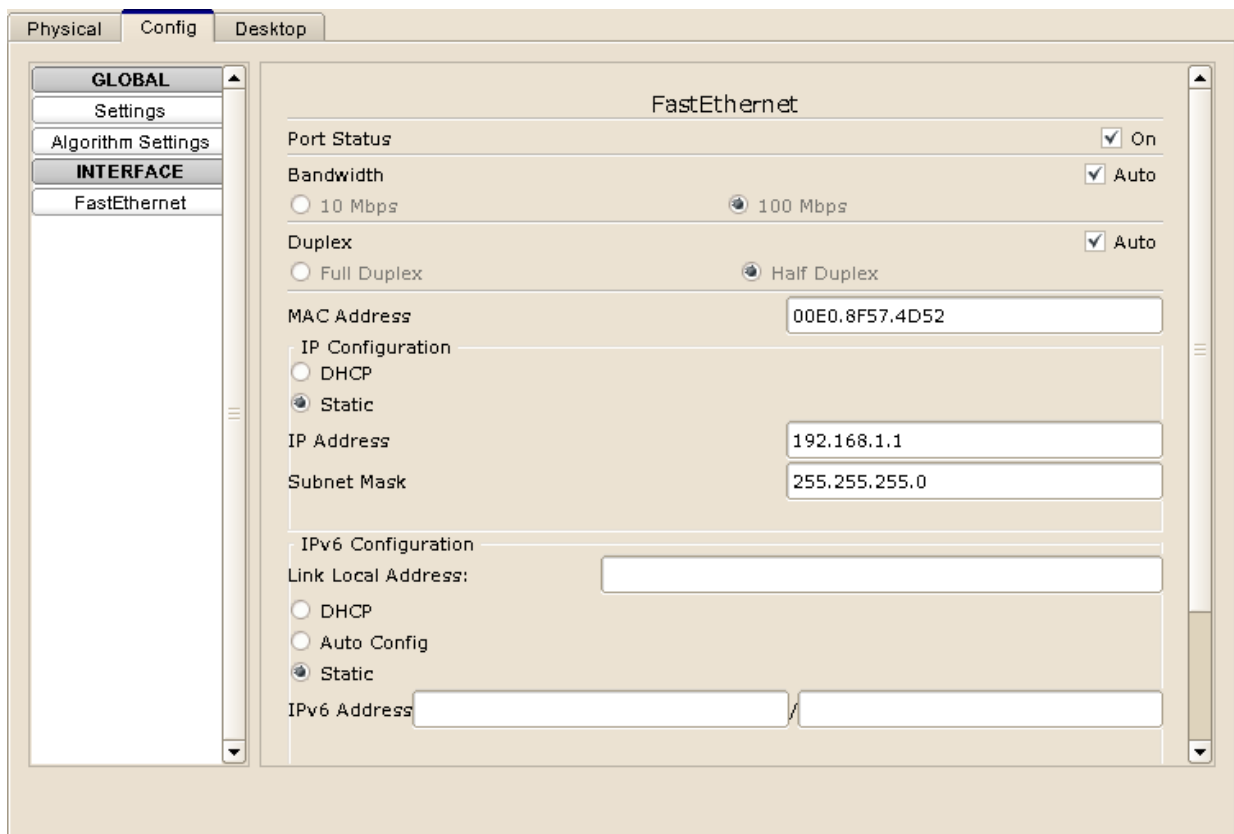 Physical Config Desktop
GLOBAL
Settings
Algorithm Settings
INTERFACE
FastEthernet
FastEthernet
Port Status On
Bandwidth Auto
10 Mbps 100 Mbps
Duplex Auto
Full Duplex Half Duplex
MAC Address 00E0.8F57.4D52
IP Configuration
DHCP
Static
IP Address 192.168.1.1
Subnet Mask 255.255.255.0
IPv6 Configuration
Link Local Address:
DHCP
Auto Config
Static
IPv6 Address /